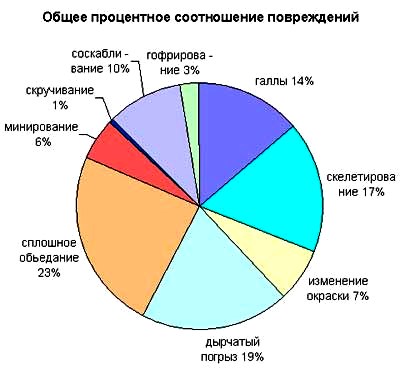 Общее процентное соотношение повреждений
соскабли -
вание 10%
гофрирова -
ние 3%
галлы 14%
скручивание
1%
минирование
6%
скелетирова
ние 17%
сплошное
обьедание
23%
изменение
окраски 7%
дырчатый
погрыз 19%